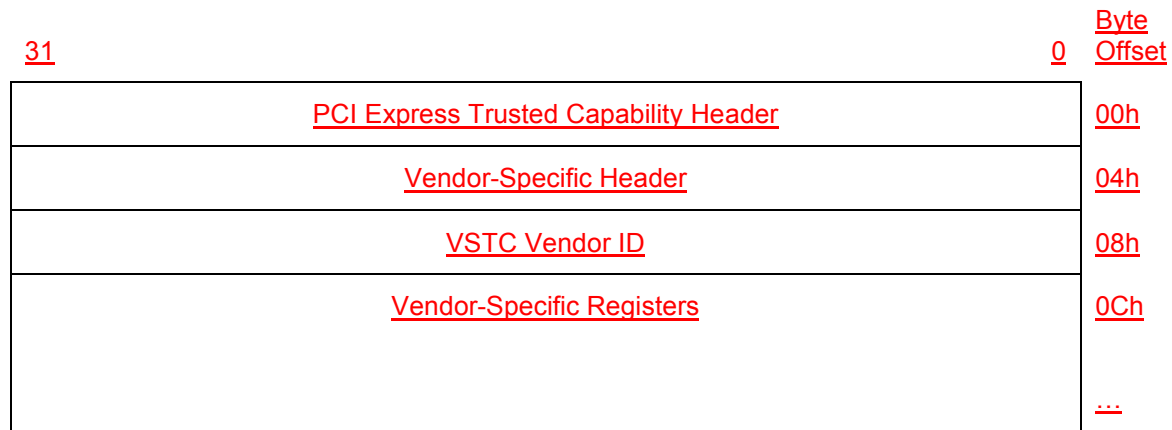 Byte
31 0 Offset
PCI Express Trusted Capability Header 00h
Vendor-Specific Header 04h
VSTC Vendor ID 08h
Vendor-Specific Registers 0Ch
…